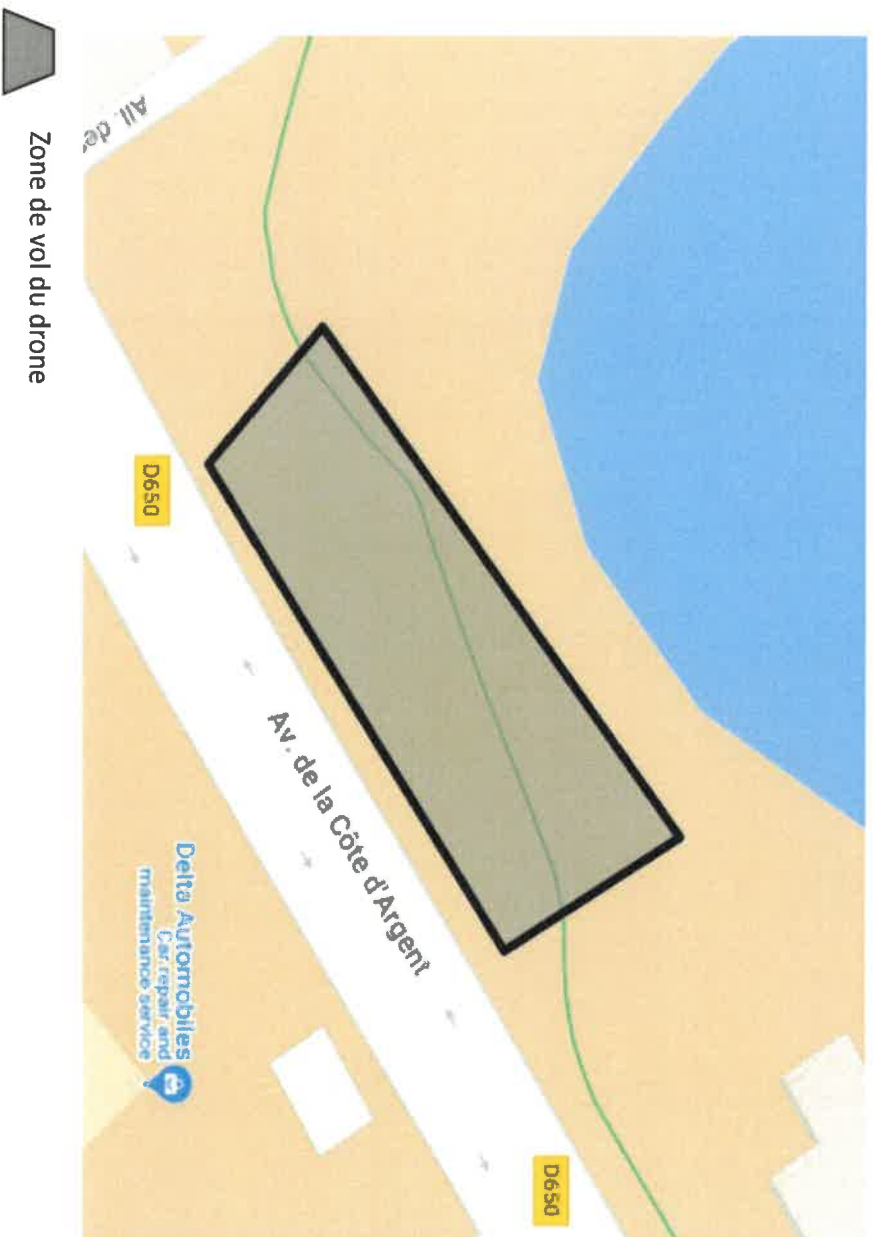 All. des
D650
Av. de la Côte d'Argent
Delta Automobiles
Car repair and
maintenance service
D650
Zone de vol du drone